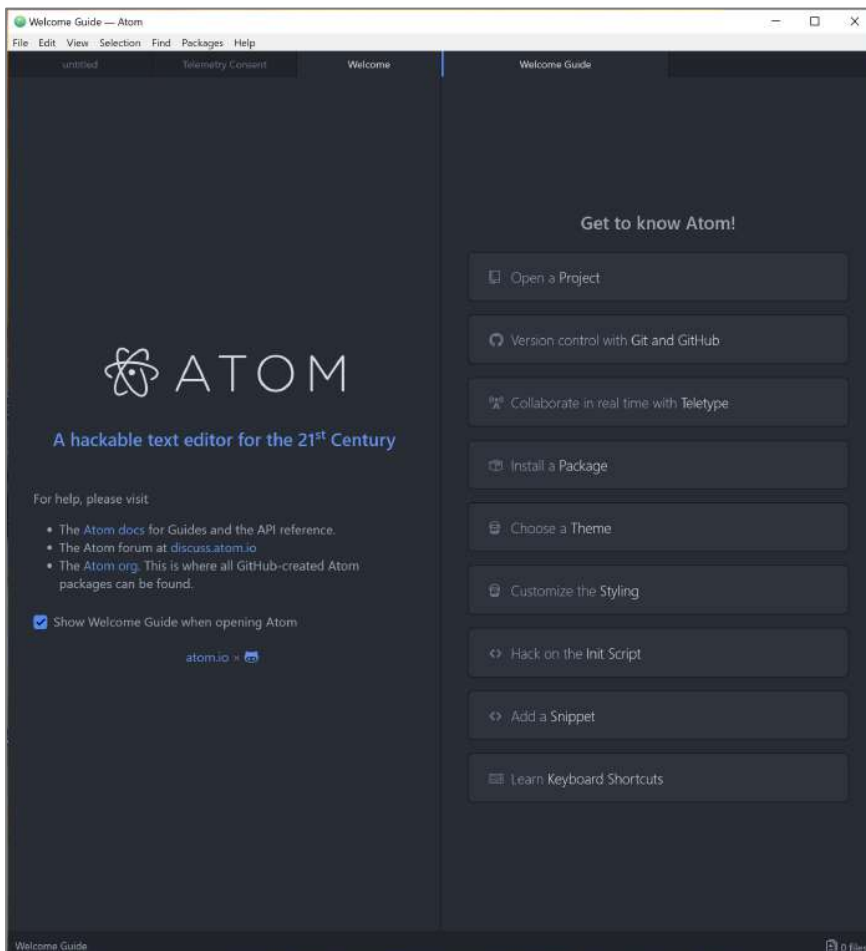 Welcome Guide — Atom
File Edit View Selection Find Packages Help
untitled Telemetry Consent Welcome Welcome Guide
ATOM
A hackable text editor for the 21st Century
For help, please visit
• The Atom docs for Guides and the API reference.
• The Atom forum at discuss.atom.io
• The Atom org. This is where all GitHub-created Atom
packages can be found.
Show Welcome Guide when opening Atom
atom.io ×
Get to know Atom!
Open a Project
Version control with Git and GitHub
Collaborate in real time with Teletype
Install a Package
Choose a Theme
Customize the Styling
Hack on the Init Script
Add a Snippet
Learn Keyboard Shortcuts
Welcome Guide 0 files